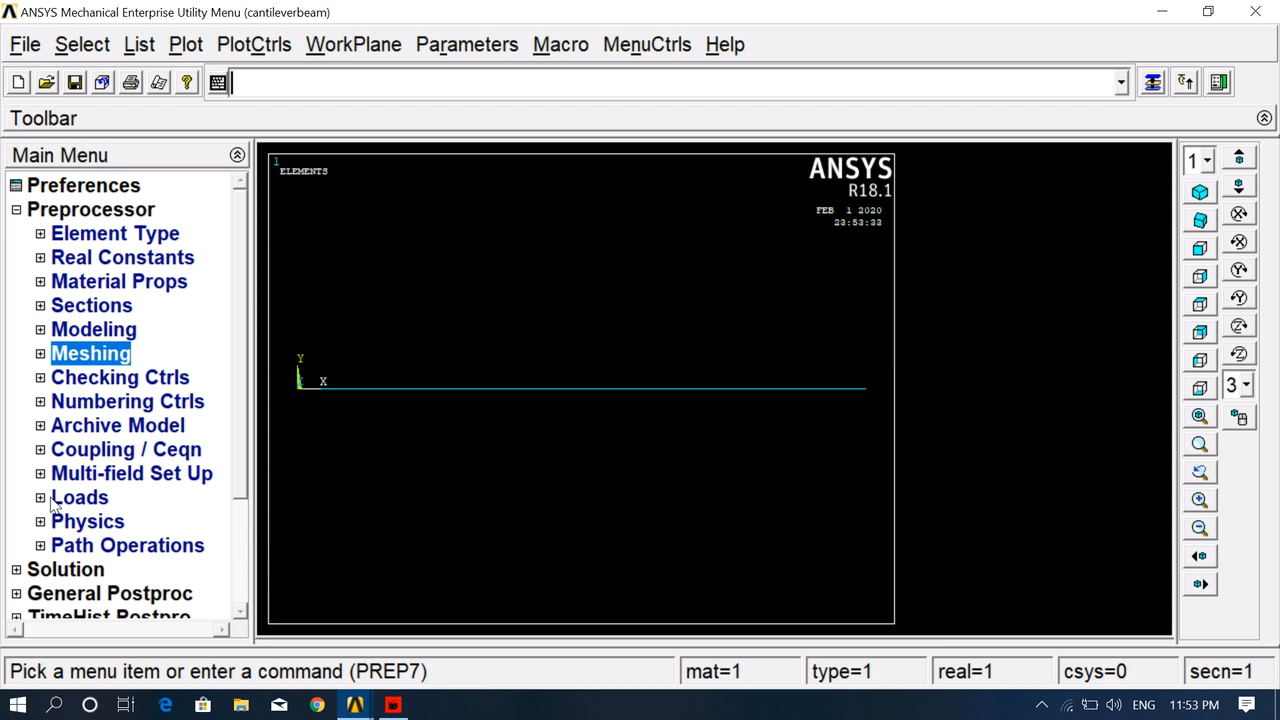 ANSYS Mechanical Enterprise Utility Menu (cantileverbeam)
File Select List Plot PlotCtrls WorkPlane Parameters Macro MenuCtrls Help
Toolbar
Main Menu
Preferences
Preprocessor
Element Type
Real Constants
Material Props
Sections
Modeling
Meshing
Checking Ctrls
Numbering Ctrls
Archive Model
Coupling / Ceqn
Multi-field Set Up
Loads
Physics
Path Operations
Solution
General Postproc
TimeHist Postpro
1
ELEMENTS
ANSYS
R18.1
FEB 1 2020
23:53:33
Y
X
1
3
Pick a menu item or enter a command (PREP7) mat=1 type=1 real=1 csys=0 secn=1
ENG 11:53 PM